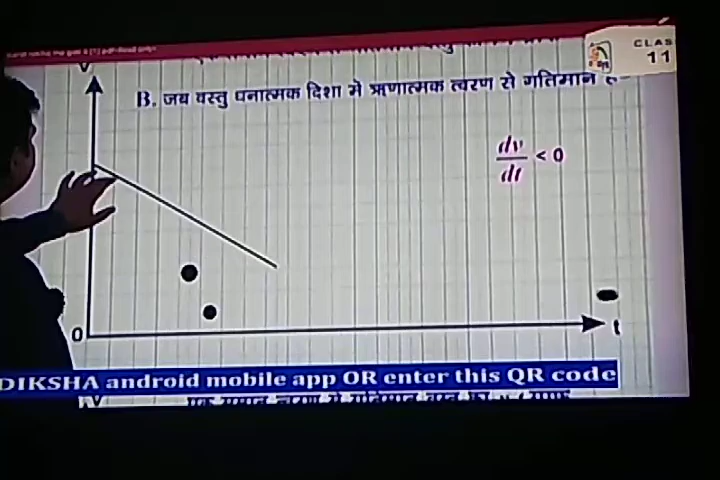 CLAS
11
v
B. जब वस्तु धनात्मक दिशा मे ऋणात्मक त्वरण से गतिमान
dv
dt
< 0
0
t
DIKSHA android mobile app OR enter this QR code